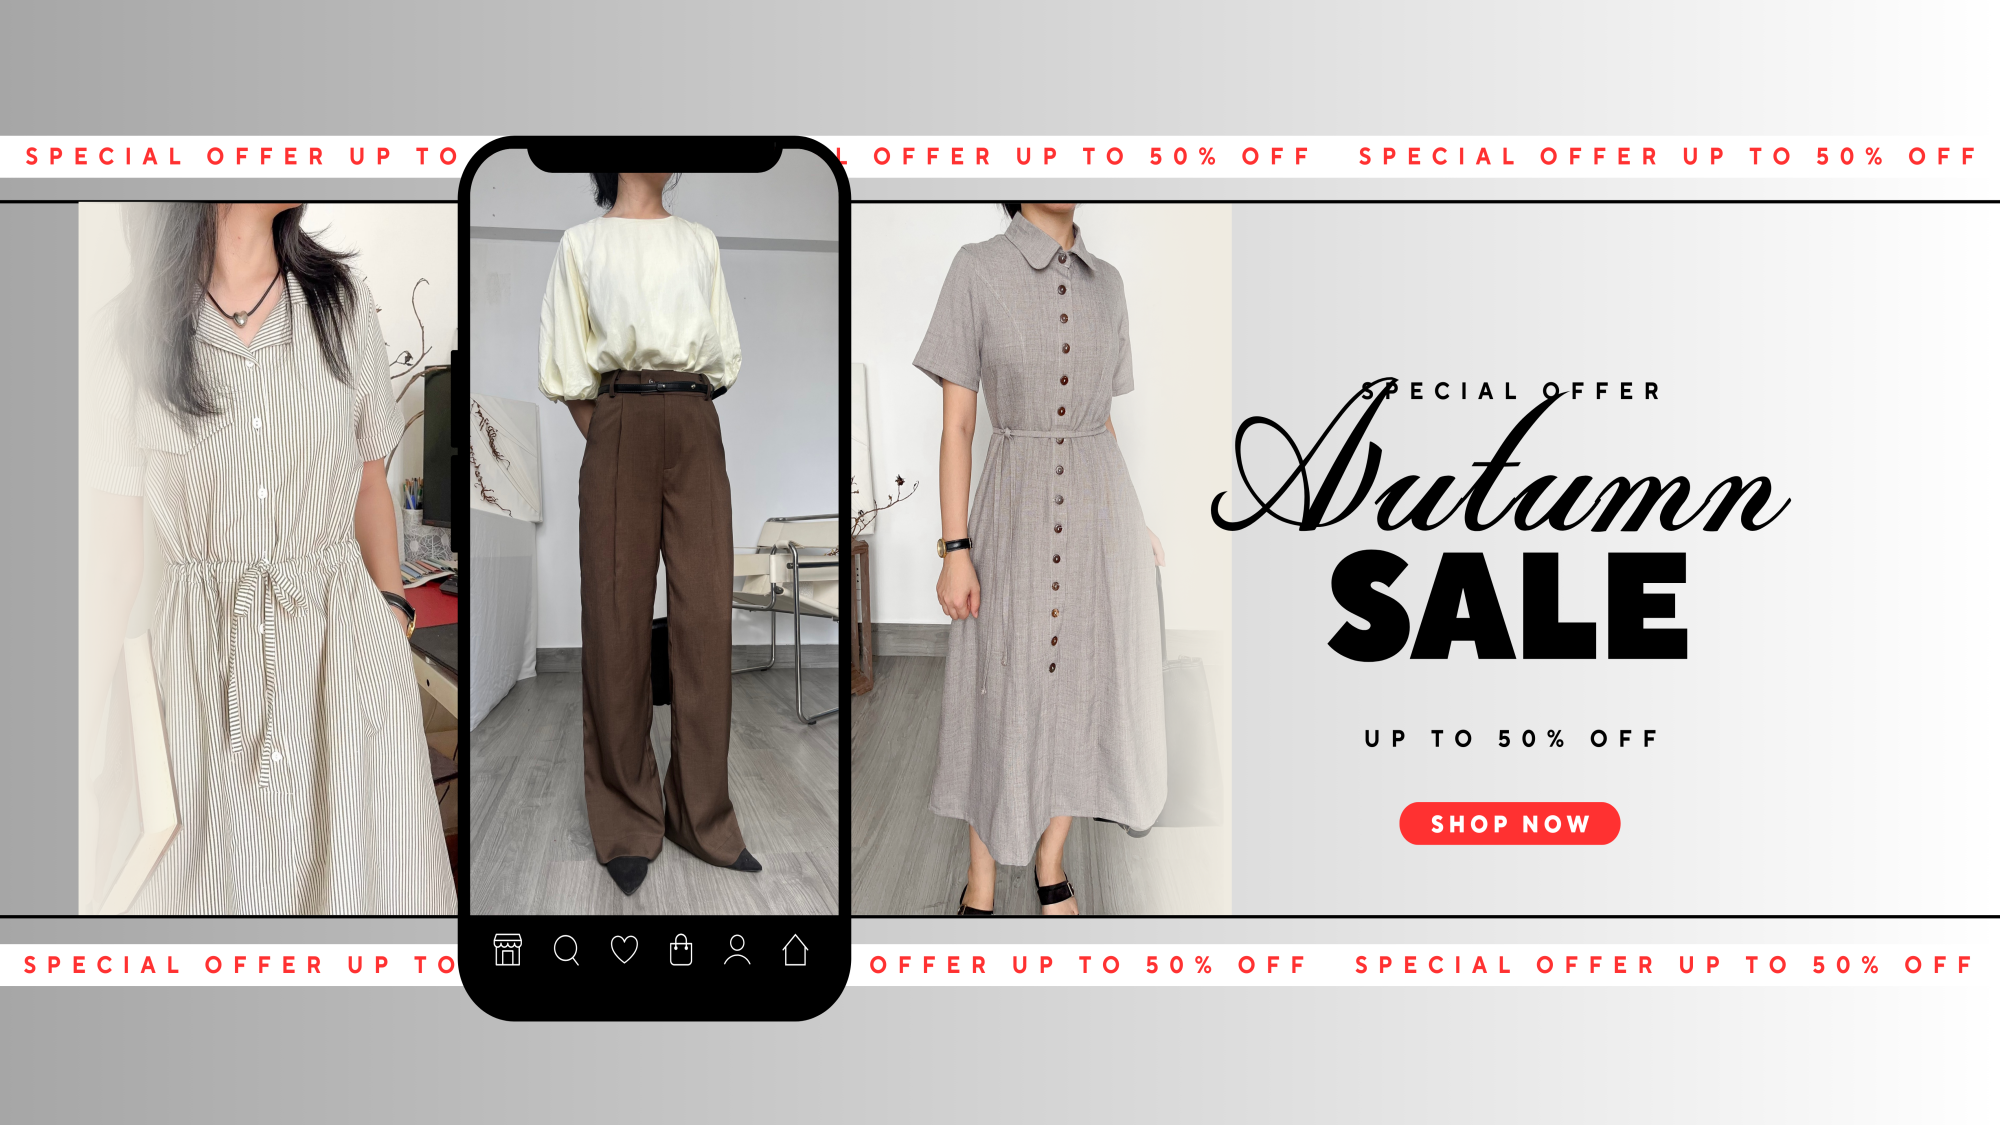 SPECIAL OFFER UP TO OFFER UP TO 50% OFF SPECIAL OFFER UP TO 50% OFF
SPECIAL OFFER
Autumn
SALE
UP TO 50% OFF
SHOP NOW
SPECIAL OFFER UP TO OFFER UP TO 50% OFF SPECIAL OFFER UP TO 50% OFF